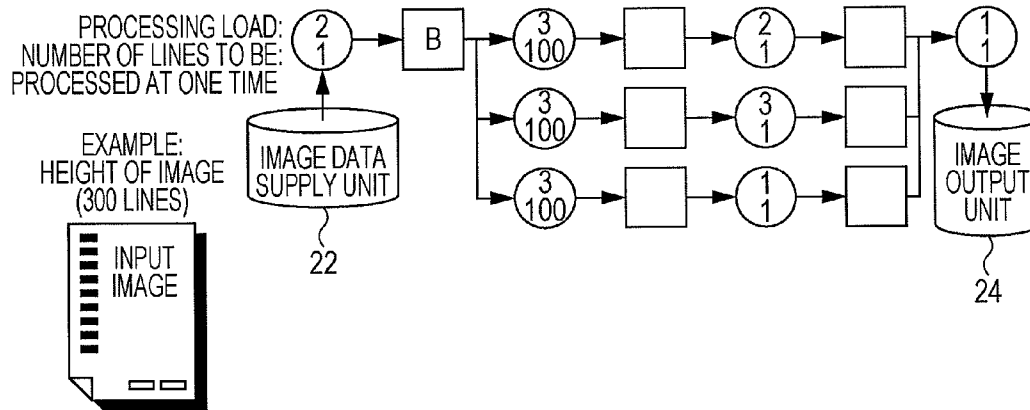 PROCESSING LOAD:
NUMBER OF LINES TO BE:
PROCESSED AT ONE TIME
2
1
B
3
100
2
1
1
1
3
100
3
1
3
100
1
1
IMAGE DATA
SUPPLY UNIT
22
IMAGE
OUTPUT
UNIT
24
EXAMPLE:
HEIGHT OF IMAGE
(300 LINES)
INPUT
IMAGE